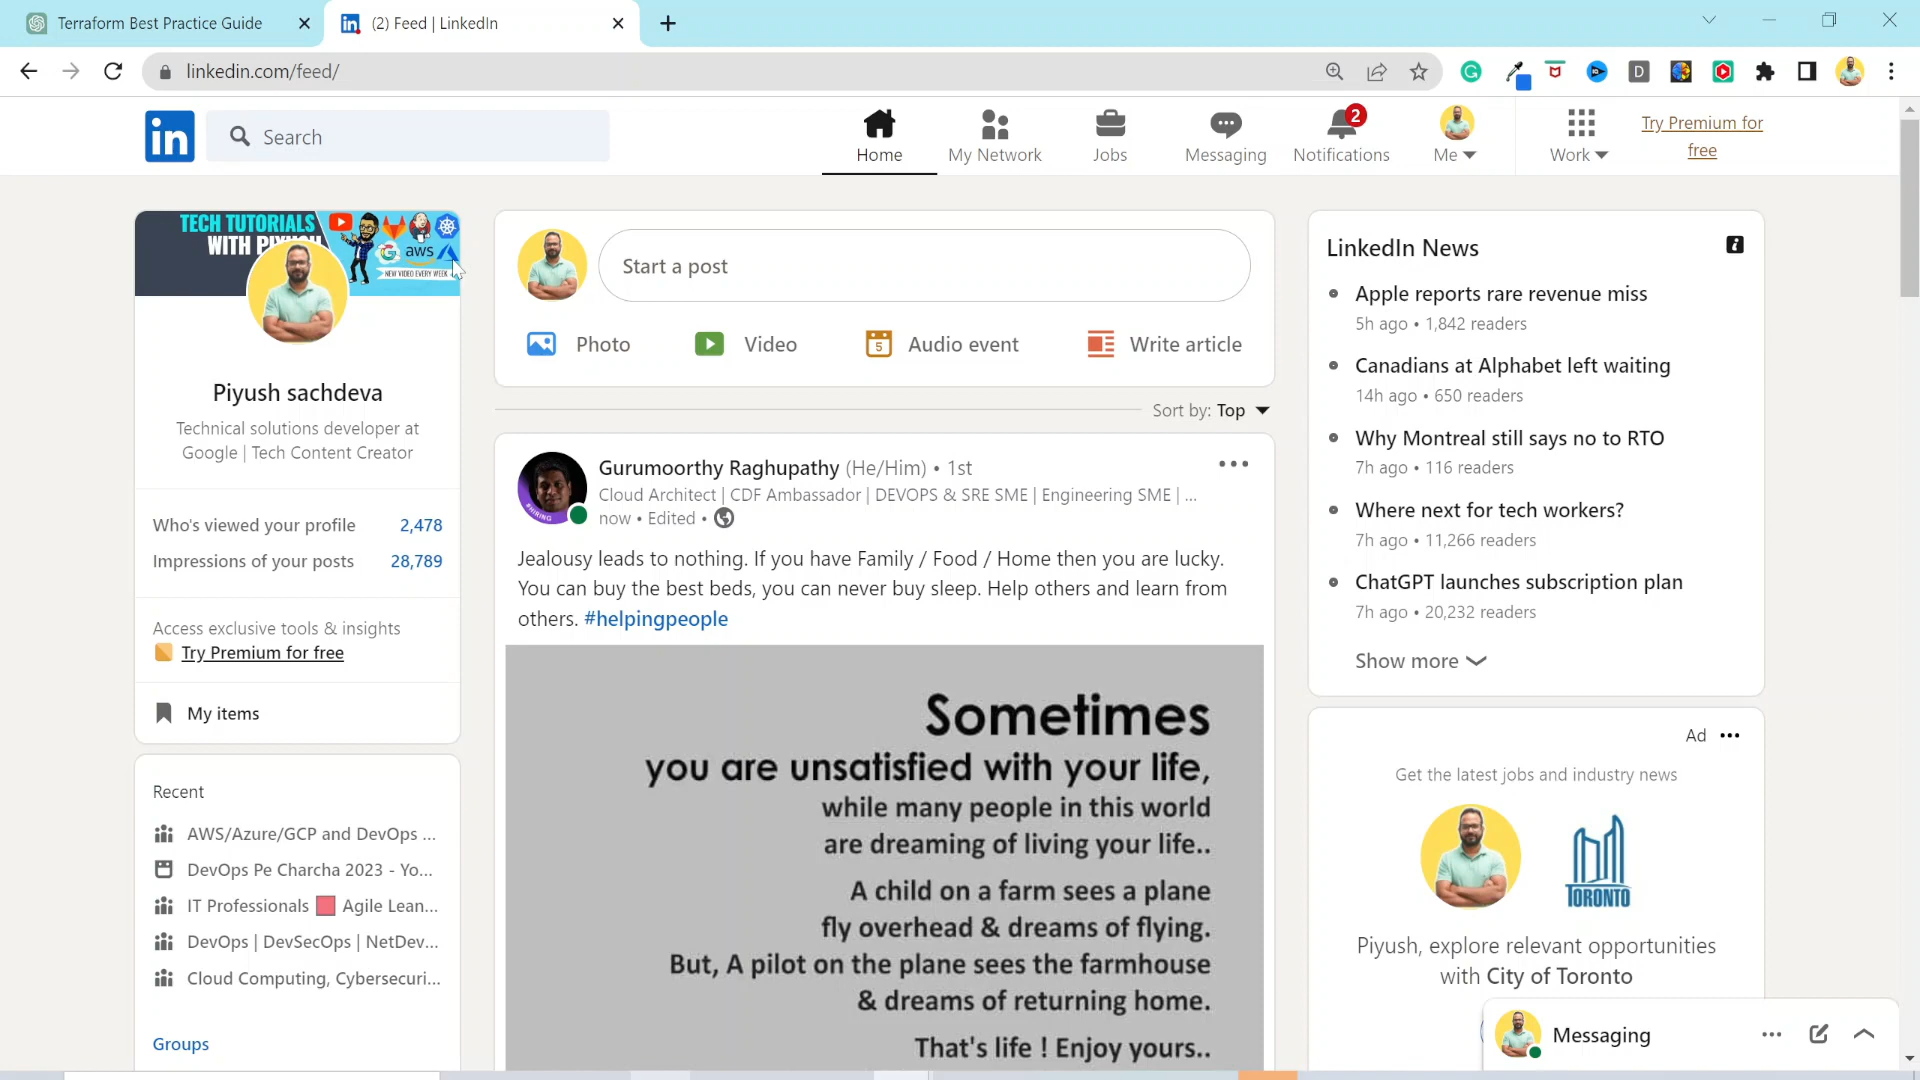 Terraform Best Practice Guide
(2) Feed | LinkedIn
linkedin.com/feed/
in
Search
Home
My Network
Jobs
Messaging
2
Notifications
Me
Work
Try Premium for
free
TECH TUTORIALS
WITH PIYUSH
aws
NEW VIDEO EVERY WEEK
Piyush sachdeva
Technical solutions developer at
Google | Tech Content Creator
Who's viewed your profile 2,478
Impressions of your posts 28,789
Access exclusive tools & insights
Try Premium for free
My items
Recent
AWS/Azure/GCP and DevOps ...
DevOps Pe Charcha 2023 - Yo...
IT Professionals 🟥 Agile Lean...
DevOps | DevSecOps | NetDev...
Cloud Computing, Cybersecuri...
Groups
Start a post
Photo
Video
5
Audio event
Write article
Sort by: Top
#HIRING
Gurumoorthy Raghupathy (He/Him) • 1st
Cloud Architect | CDF Ambassador | DEVOPS & SRE SME | Engineering SME | ...
now • Edited •
Jealousy leads to nothing. If you have Family / Food / Home then you are lucky.
You can buy the best beds, you can never buy sleep. Help others and learn from
others. #helpingpeople
Sometimes
you are unsatisfied with your life,
while many people in this world
are dreaming of living your life..
A child on a farm sees a plane
fly overhead & dreams of flying.
But, A pilot on the plane sees the farmhouse
& dreams of returning home.
That's life ! Enjoy yours..
LinkedIn News
Apple reports rare revenue miss
5h ago • 1,842 readers
Canadians at Alphabet left waiting
14h ago • 650 readers
Why Montreal still says no to RTO
7h ago • 116 readers
Where next for tech workers?
7h ago • 11,266 readers
ChatGPT launches subscription plan
7h ago • 20,232 readers
Show more
Ad
Get the latest jobs and industry news
TORONTO
Piyush, explore relevant opportunities
with City of Toronto
Messaging